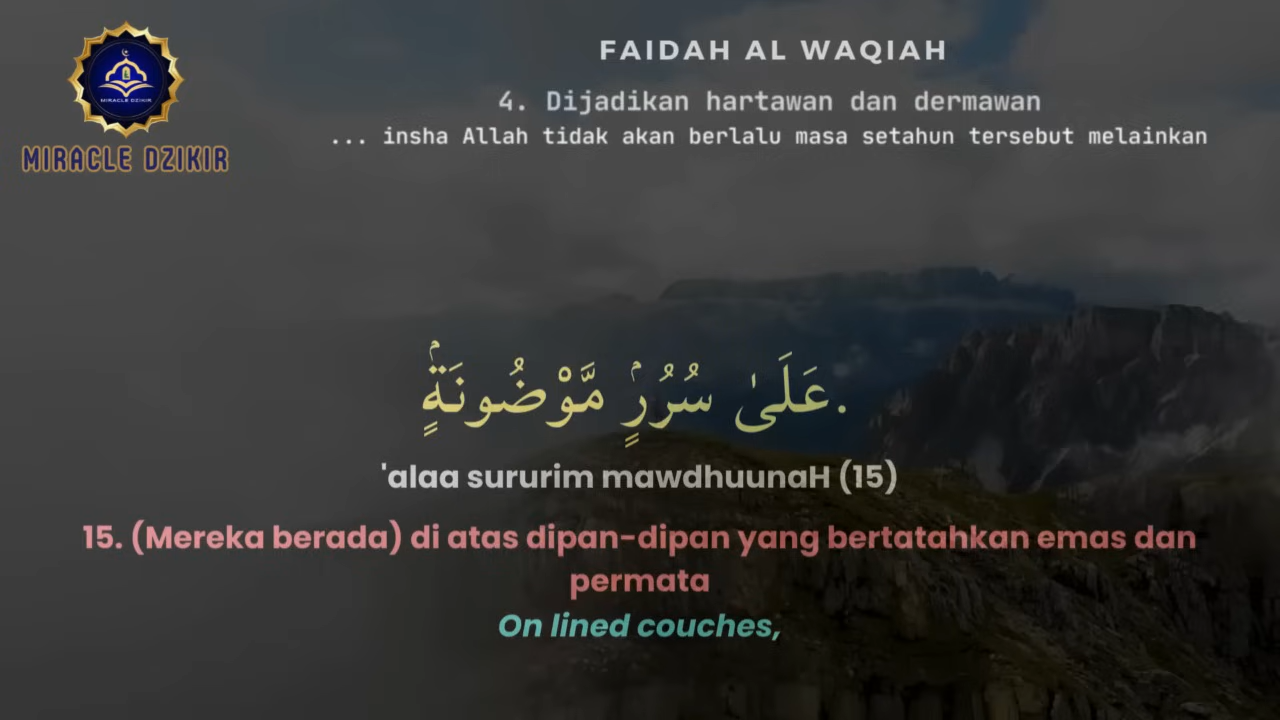 MIRACLE DZIKIR
MIRACLE DZIKIR
FAIDAH AL WAQIAH
4. Dijadikan hartawan dan dermawan
... insha Allah tidak akan berlalu masa setahun tersebut melainkan
عَلَىٰ سُرُرٍۢ مَّوْضُونَةٍۢ.
'alaa sururim mawdhuunaH (15)
15. (Mereka berada) di atas dipan-dipan yang bertatahkan emas dan
permata
On lined couches,